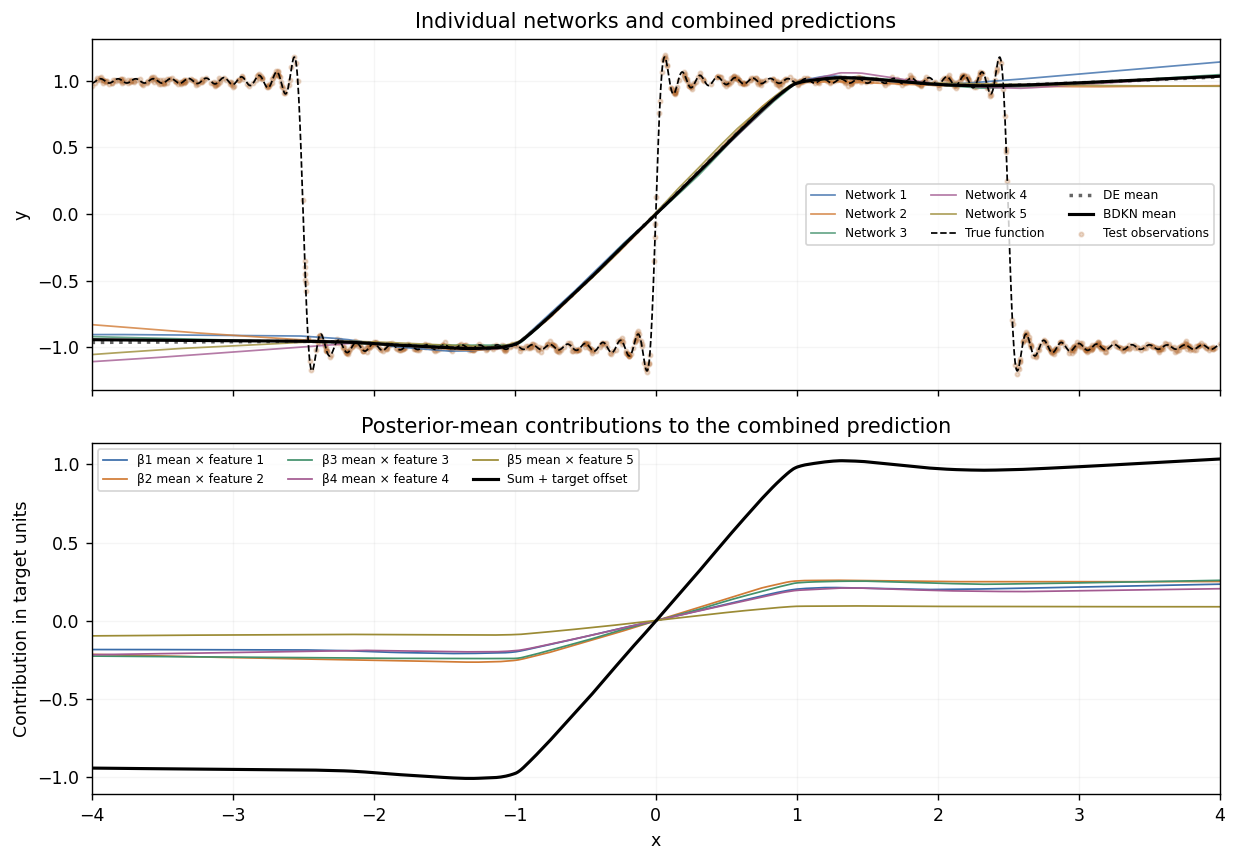 Individual networks and combined predictions
1.0
0.5
0.0
−0.5
−1.0
y
Network 1
Network 2
Network 3
Network 4
Network 5
True function
DE mean
BDKN mean
Test observations
Posterior-mean contributions to the combined prediction
1.0
0.5
0.0
−0.5
−1.0
Contribution in target units
β1 mean × feature 1
β2 mean × feature 2
β3 mean × feature 3
β4 mean × feature 4
β5 mean × feature 5
Sum + target offset
−4 −3 −2 −1 0 1 2 3 4
x